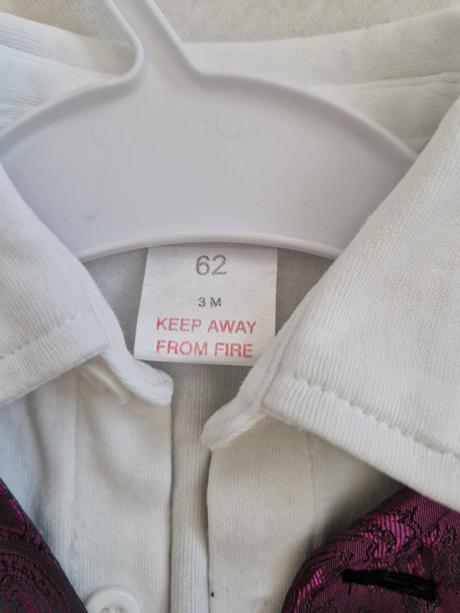 62
3 M
KEEP AWAY
FROM FIRE